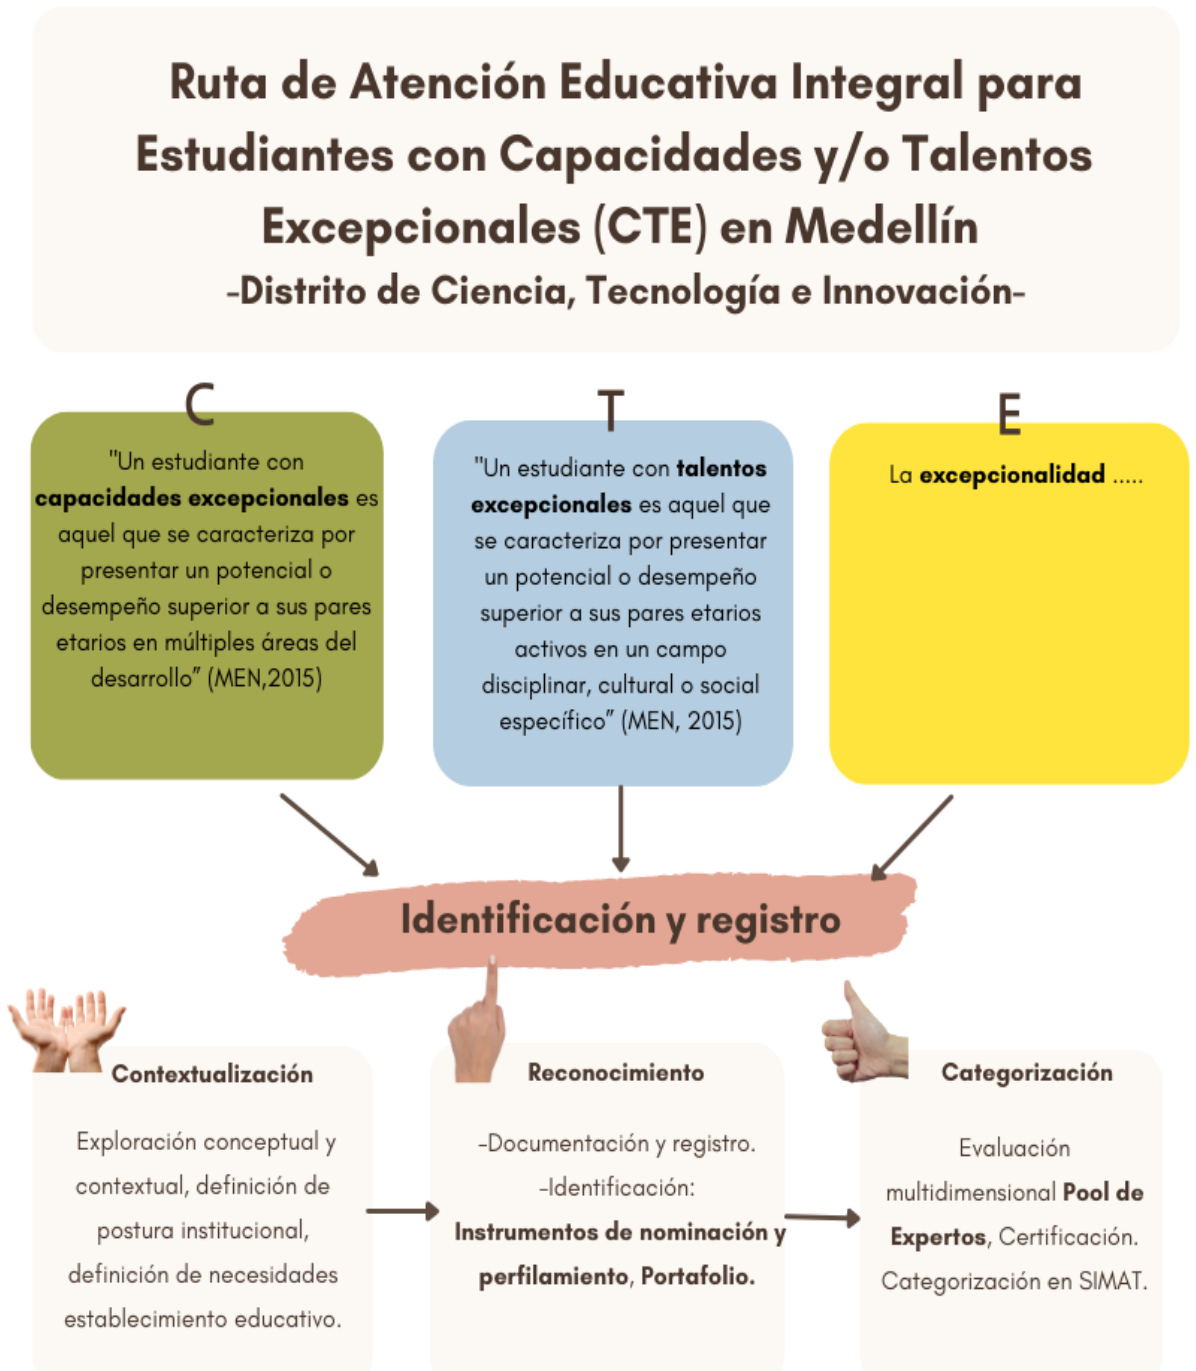 Ruta de Atención Educativa Integral para
Estudiantes con Capacidades y/o Talentos
Excepcionales (CTE) en Medellín
-Distrito de Ciencia, Tecnología e Innovación-
C
"Un estudiante con
capacidades excepcionales es
aquel que se caracteriza por
presentar un potencial o
desempeño superior a sus pares
etarios en múltiples áreas del
desarrollo” (MEN,2015)
T
"Un estudiante con talentos
excepcionales es aquel que
se caracteriza por presentar
un potencial o desempeño
superior a sus pares etarios
activos en un campo
disciplinar, cultural o social
específico” (MEN, 2015)
E
La excepcionalidad .....
Identificación y registro
Contextualización
Exploración conceptual y
contextual, definición de
postura institucional,
definición de necesidades
establecimiento educativo.
Reconocimiento
-Documentación y registro.
-Identificación:
Instrumentos de nominación y
perfilamiento, Portafolio.
Categorización
Evaluación
multidimensional Pool de
Expertos, Certificación.
Categorización en SIMAT.